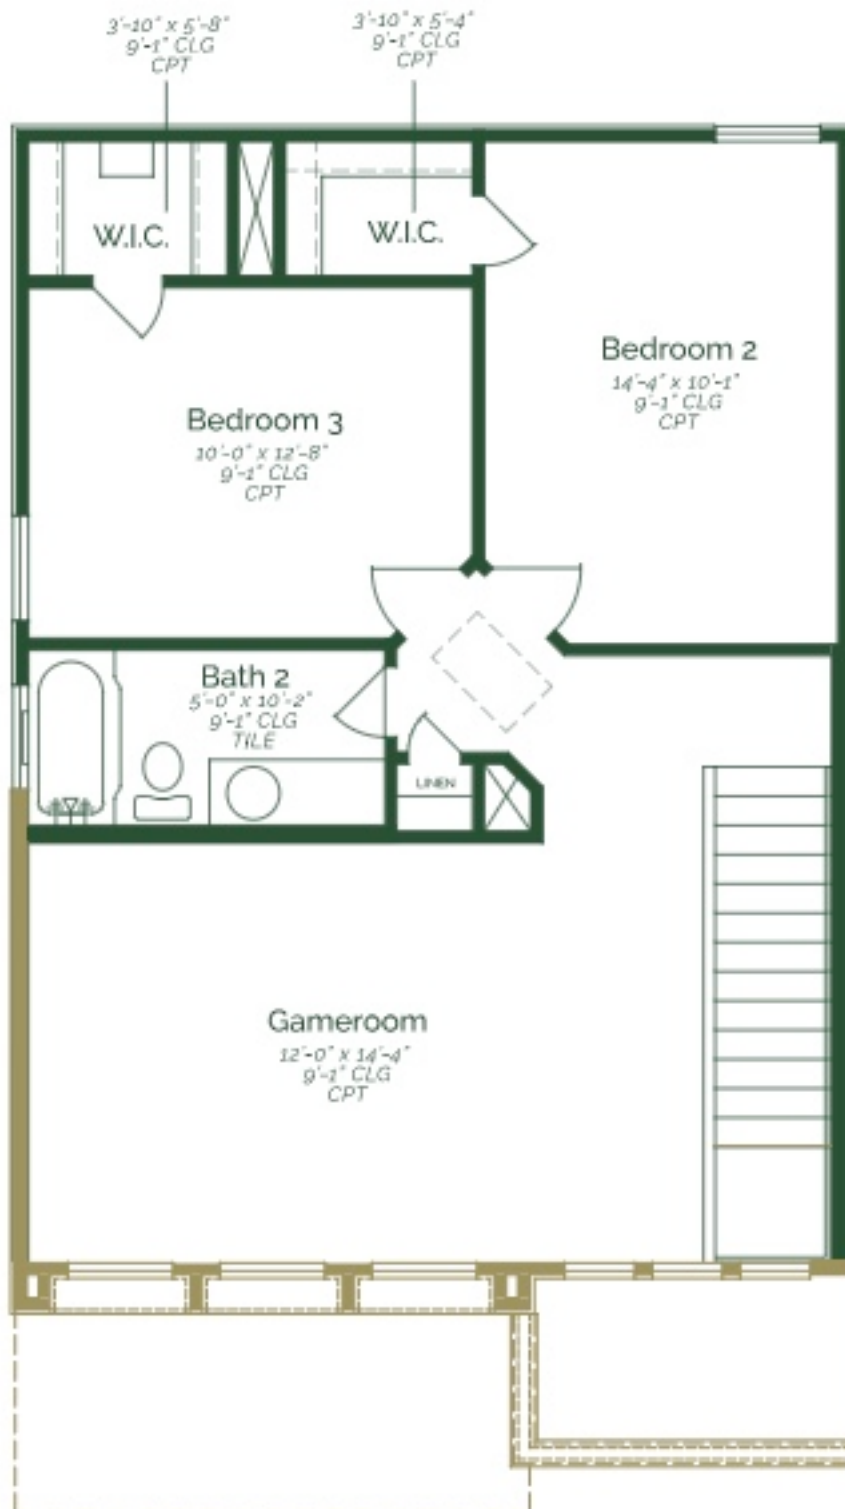 3'-10" x 5'-8"
9'-1" CLG
CPT
3'-10" x 5'-4"
9'-1" CLG
CPT
W.I.C.
W.I.C.
Bedroom 2
14'-4" x 10'-1"
9'-1" CLG
CPT
Bedroom 3
10'-0" x 12'-8"
9'-1" CLG
CPT
Bath 2
5'-0" x 10'-2"
9'-1" CLG
TILE
LINEN
Gameroom
12'-0" x 14'-4"
9'-1" CLG
CPT